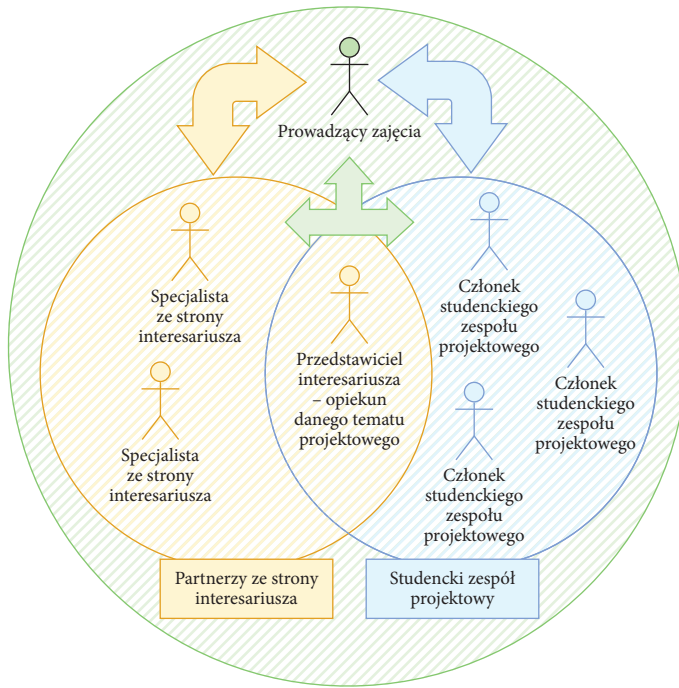 Prowadzący zajęcia
Specjalista
ze strony
interesariusza
Członek
studenckiego
zespołu
projektowego
Przedstawiciel
interesariusza
– opiekun
danego tematu
projektowego
Członek
studenckiego
zespołu
projektowego
Specjalista
ze strony
interesariusza
Członek
studenckiego
zespołu
projektowego
Partnerzy ze strony
interesariusza
Studencki zespół
projektowy